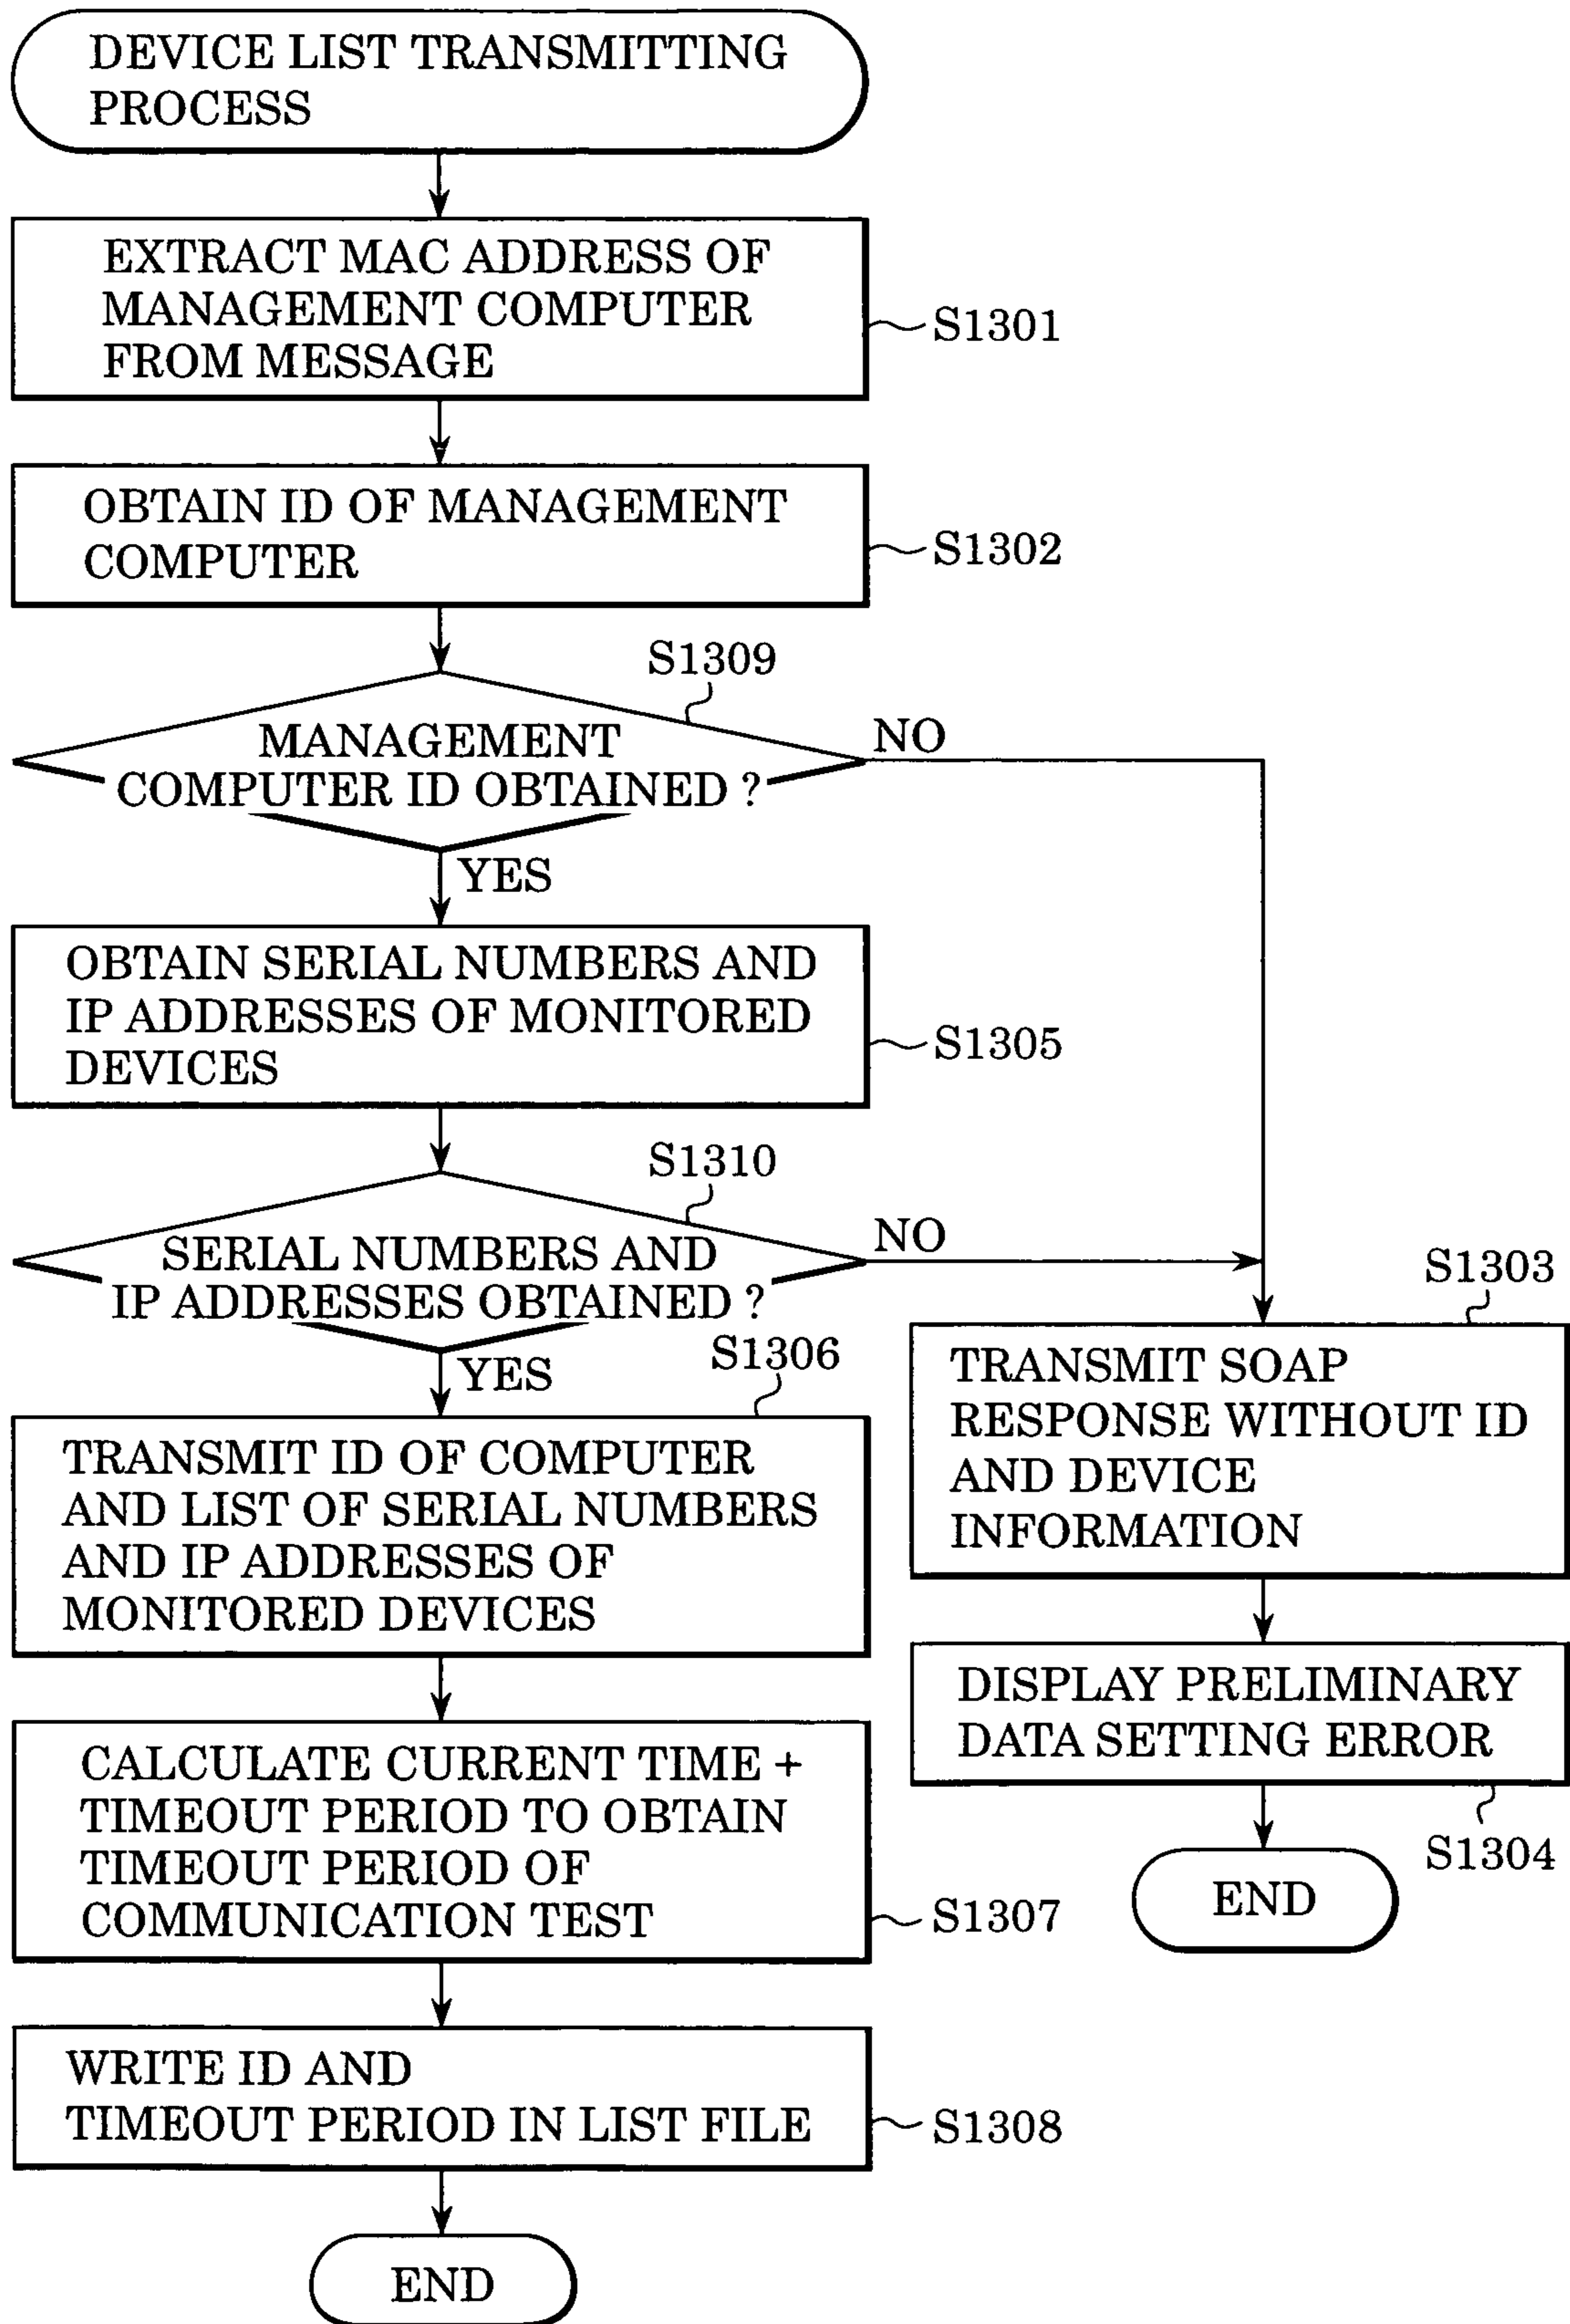 DEVICE LIST TRANSMITTING
PROCESS
EXTRACT MAC ADDRESS OF
MANAGEMENT COMPUTER
FROM MESSAGE
S1301
OBTAIN ID OF MANAGEMENT
COMPUTER
S1302
S1309
MANAGEMENT
COMPUTER ID OBTAINED ?
NO
YES
OBTAIN SERIAL NUMBERS AND
IP ADDRESSES OF MONITORED
DEVICES
S1305
S1310
SERIAL NUMBERS AND
IP ADDRESSES OBTAINED ?
NO
YES
S1306
TRANSMIT ID OF COMPUTER
AND LIST OF SERIAL NUMBERS
AND IP ADDRESSES OF
MONITORED DEVICES
CALCULATE CURRENT TIME +
TIMEOUT PERIOD TO OBTAIN
TIMEOUT PERIOD OF
COMMUNICATION TEST
S1307
WRITE ID AND
TIMEOUT PERIOD IN LIST FILE
S1308
END
S1303
TRANSMIT SOAP
RESPONSE WITHOUT ID
AND DEVICE
INFORMATION
DISPLAY PRELIMINARY
DATA SETTING ERROR
S1304
END